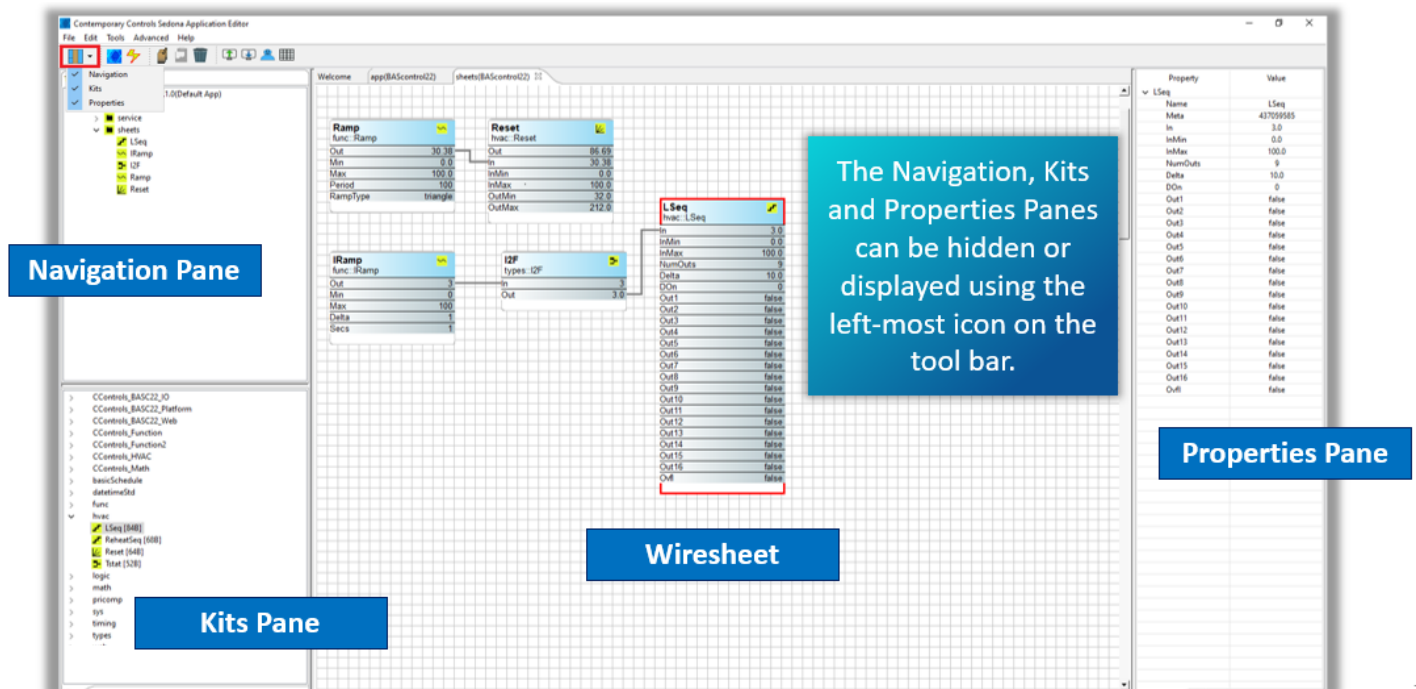 Contemporary Controls Sedona Application Editor
File Edit Tools Advanced Help
Navigation
Kits
Properties
1.0(Default App)
service
sheets
LSeq
IRamp
I2F
Ramp
Reset
Navigation Pane
CControls_BASC22_IO
CControls_BASC22_Platform
CControls_BASC22_Web
CControls_Function
CControls_Function2
CControls_HVAC
CControls_Math
basicSchedule
datetimeStd
func
hvac
LSeq [84B]
ReheatSeq [60B]
Reset [64B]
Tstat [52B]
logic
math
pricomp
sys
timing
types
Kits Pane
Welcome app(BAScontrol22) sheets(BAScontrol22)
Ramp
func::Ramp
Out 30.38
Min 0.0
Max 100.0
Period 100
RampType triangle
Reset
hvac::Reset
Out 86.69
In 30.38
InMin 0.0
InMax 100.0
OutMin 32.0
OutMax 212.0
IRamp
func::IRamp
Out 3
Min 0
Max 100
Delta 1
Secs 1
I2F
types::I2F
In 3
Out 3.0
LSeq
hvac::LSeq
In 3.0
InMin 0.0
InMax 100.0
NumOuts 9
Delta 10.0
DOn 0
Out1 false
Out2 false
Out3 false
Out4 false
Out5 false
Out6 false
Out7 false
Out8 false
Out9 false
Out10 false
Out11 false
Out12 false
Out13 false
Out14 false
Out15 false
Out16 false
Ovfl false
Wiresheet
The Navigation, Kits
and Properties Panes
can be hidden or
displayed using the
left-most icon on the
tool bar.
Property Value
LSeq
Name LSeq
Meta 437059585
In 3.0
InMin 0.0
InMax 100.0
NumOuts 9
Delta 10.0
DOn 0
Out1 false
Out2 false
Out3 false
Out4 false
Out5 false
Out6 false
Out7 false
Out8 false
Out9 false
Out10 false
Out11 false
Out12 false
Out13 false
Out14 false
Out15 false
Out16 false
Ovfl false
Properties Pane